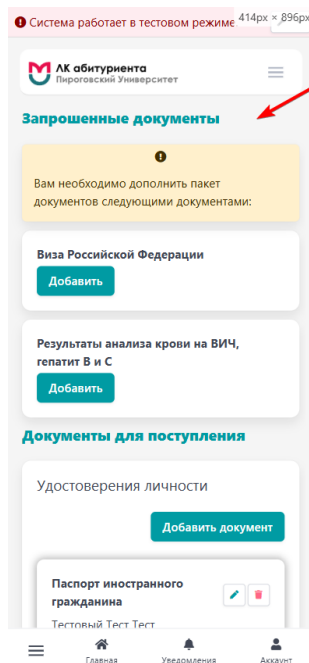 Система работает в тестовом режиме
414px × 896px
ЛК абитуриента
Пироговский Университет
Запрошенные документы
Вам необходимо дополнить пакет
документов следующими документами:
Виза Российской Федерации
Добавить
Результаты анализа крови на ВИЧ,
гепатит В и С
Добавить
Документы для поступления
Удостоверения личности
Добавить документ
Паспорт иностранного
гражданина
Тестовый Тест Тест
Главная
Уведомления
Аккаунт